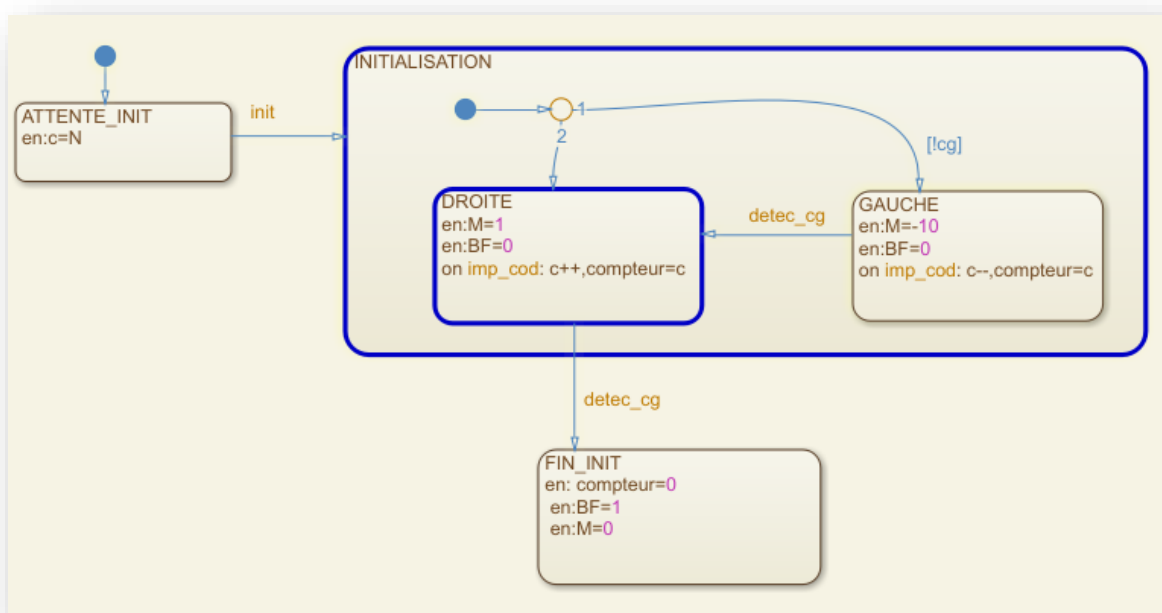 INITIALISATION
ATTENTE_INIT
en:c=N
init
1
2
[!cg]
DROITE
en:M=1
en:BF=0
on imp_cod: c++,compteur=c
detec_cg
GAUCHE
en:M=-10
en:BF=0
on imp_cod: c--,compteur=c
detec_cg
FIN_INIT
en: compteur=0
en:BF=1
en:M=0